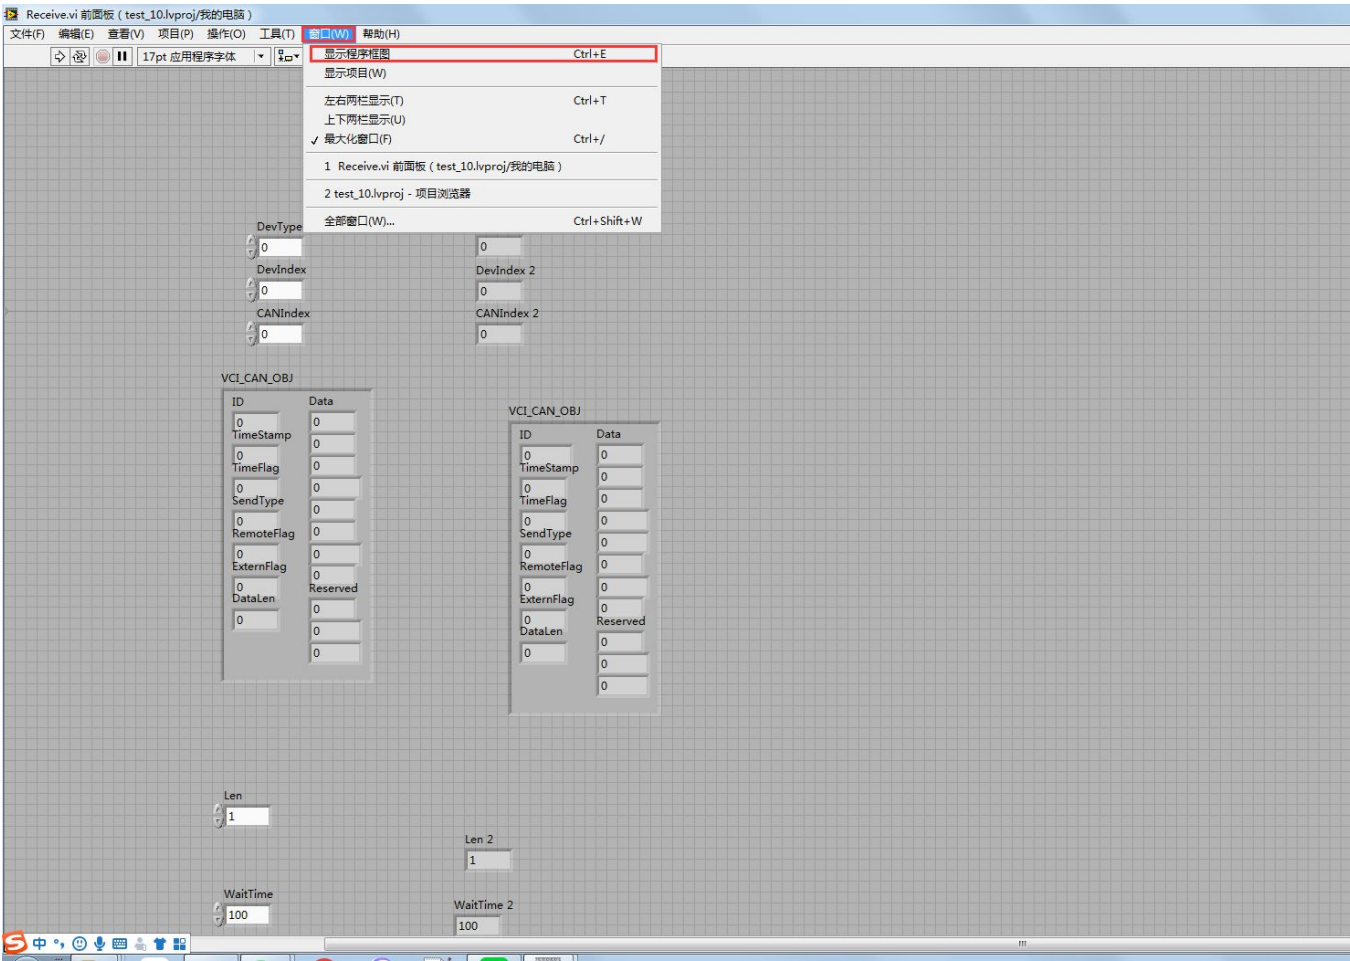 Receive.vi 前面板 ( test_10.lvproj/我的电脑 )
文件(F) 编辑(E) 查看(V) 项目(P) 操作(O) 工具(T) 窗口(W) 帮助(H)
17pt 应用程序字体
显示程序框图 Ctrl+E
显示项目(W)
左右两栏显示(T) Ctrl+T
上下两栏显示(U)
✓ 最大化窗口(F) Ctrl+/
1 Receive.vi 前面板 ( test_10.lvproj/我的电脑 )
2 test_10.lvproj - 项目浏览器
全部窗口(W)... Ctrl+Shift+W
DevType
0
0
DevIndex
DevIndex 2
0
0
CANIndex
CANIndex 2
0
0
VCI_CAN_OBJ
ID
0
TimeStamp
0
TimeFlag
0
SendType
0
RemoteFlag
0
ExternFlag
0
DataLen
0
Data
0
0
0
0
0
0
0
0
Reserved
0
0
0
VCI_CAN_OBJ
ID
0
TimeStamp
0
TimeFlag
0
SendType
0
RemoteFlag
0
ExternFlag
0
DataLen
0
Data
0
0
0
0
0
0
0
0
Reserved
0
0
0
Len
1
Len 2
1
WaitTime
100
WaitTime 2
100
中